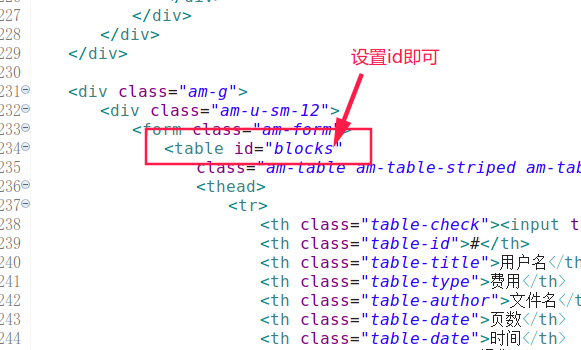 227 </div>
228 </div>
229 </div>
230
设置id即可
231 <div class="am-g">
232 <div class="am-u-sm-12">
233 <form class="am-form">
234 <table id="blocks"
235 class="am-table am-table-striped am-tab
236 <thead>
237 <tr>
238 <th class="table-check"><input t
239 <th class="table-id">#</th>
240 <th class="table-title">用户名</th
241 <th class="table-type">费用</th>
242 <th class="table-author">文件名</t
243 <th class="table-date">页数</th>
244 <th class="table-date">时间</th>